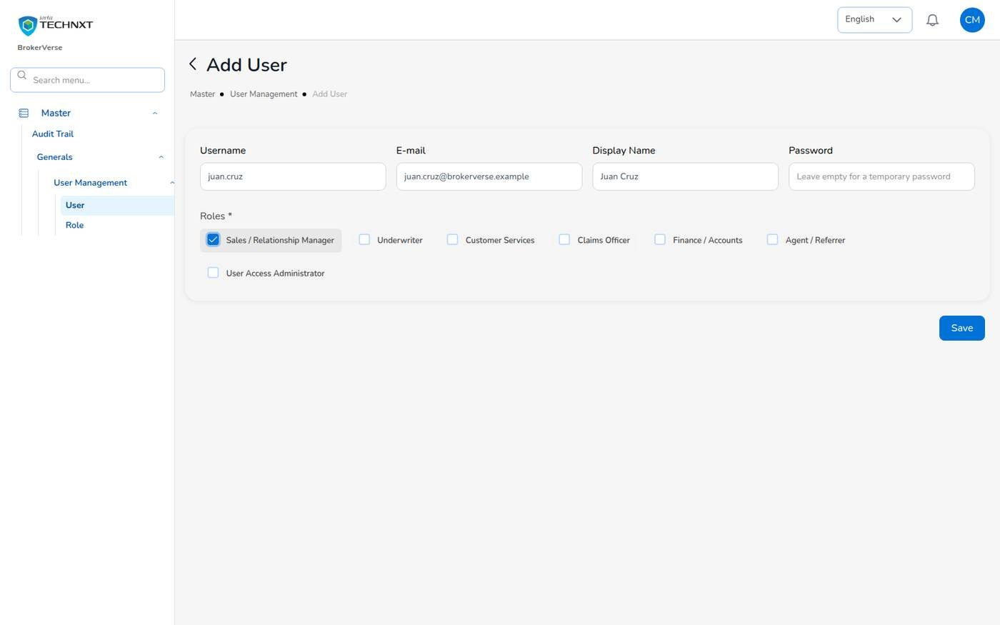 iorta
TECHNXT
BrokerVerse
Search menu...
Master
Audit Trail
Generals
User Management
User
Role
English
CM
Add User
Master • User Management • Add User
Username E-mail Display Name Password
juan.cruz juan.cruz@brokerverse.example Juan Cruz Leave empty for a temporary password
Roles *
Sales / Relationship Manager Underwriter Customer Services Claims Officer Finance / Accounts Agent / Referrer
User Access Administrator
Save